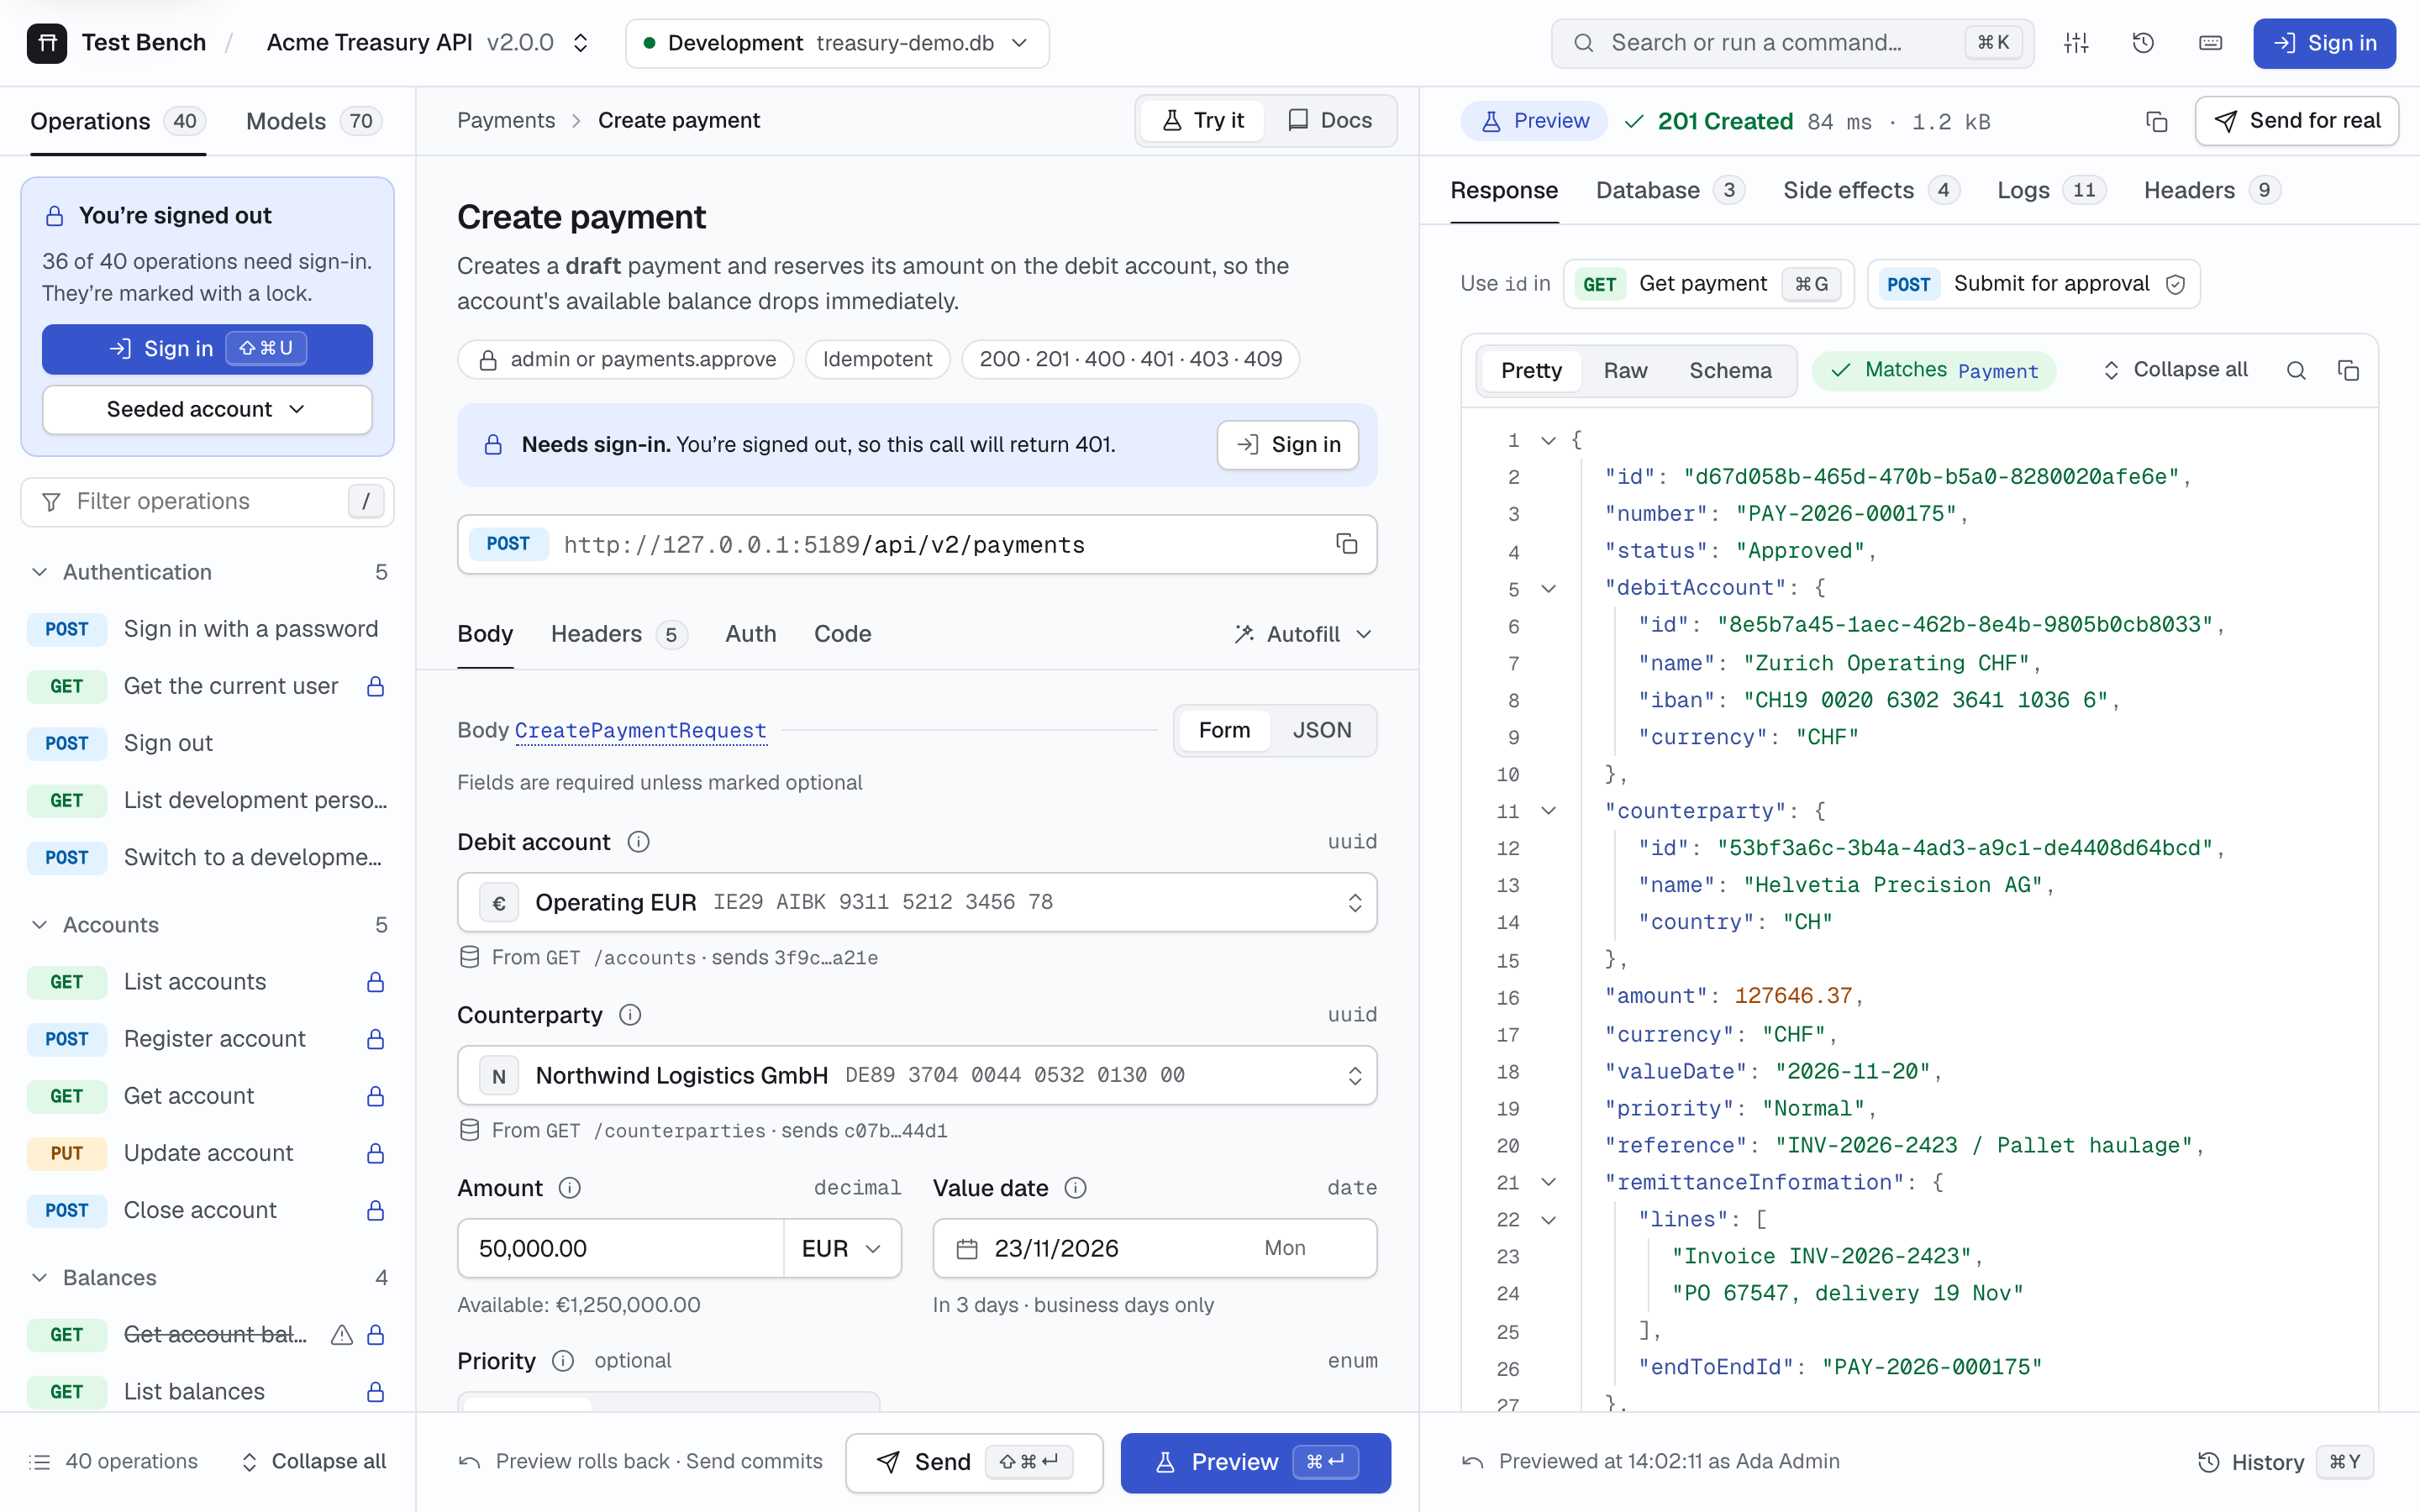 Test Bench / Acme Treasury API v2.0.0
Development treasury-demo.db
Search or run a command... ⌘K
Sign in
Operations 40 Models 70
You're signed out
36 of 40 operations need sign-in.
They're marked with a lock.
Sign in ⇧⌘U
Seeded account
Filter operations /
Authentication 5
POST Sign in with a password
GET Get the current user
POST Sign out
GET List development perso...
POST Switch to a developme...
Accounts 5
GET List accounts
POST Register account
GET Get account
PUT Update account
POST Close account
Balances 4
GET Get account bal...
GET List balances
40 operations Collapse all
Payments > Create payment
Try it Docs
Create payment
Creates a draft payment and reserves its amount on the debit account, so the
account's available balance drops immediately.
admin or payments.approve Idempotent 200 · 201 · 400 · 401 · 403 · 409
Needs sign-in. You're signed out, so this call will return 401. Sign in
POST http://127.0.0.1:5189/api/v2/payments
Body Headers 5 Auth Code Autofill
Body CreatePaymentRequest Form JSON
Fields are required unless marked optional
Debit account uuid
€ Operating EUR IE29 AIBK 9311 5212 3456 78
From GET /accounts · sends 3f9c…a21e
Counterparty uuid
N Northwind Logistics GmbH DE89 3704 0044 0532 0130 00
From GET /counterparties · sends c07b…44d1
Amount decimal Value date date
50,000.00 EUR 23/11/2026 Mon
Available: €1,250,000.00 In 3 days · business days only
Priority optional enum
Preview rolls back · Send commits Send ⇧⌘↵ Preview ⌘↵
Preview 201 Created 84 ms · 1.2 kB Send for real
Response Database 3 Side effects 4 Logs 11 Headers 9
Use id in GET Get payment ⌘G POST Submit for approval
Pretty Raw Schema Matches Payment Collapse all
1 {
2 "id": "d67d058b-465d-470b-b5a0-8280020afe6e",
3 "number": "PAY-2026-000175",
4 "status": "Approved",
5 "debitAccount": {
6 "id": "8e5b7a45-1aec-462b-8e4b-9805b0cb8033",
7 "name": "Zurich Operating CHF",
8 "iban": "CH19 0020 6302 3641 1036 6",
9 "currency": "CHF"
10 },
11 "counterparty": {
12 "id": "53bf3a6c-3b4a-4ad3-a9c1-de4408d64bcd",
13 "name": "Helvetia Precision AG",
14 "country": "CH"
15 },
16 "amount": 127646.37,
17 "currency": "CHF",
18 "valueDate": "2026-11-20",
19 "priority": "Normal",
20 "reference": "INV-2026-2423 / Pallet haulage",
21 "remittanceInformation": {
22 "lines": [
23 "Invoice INV-2026-2423",
24 "PO 67547, delivery 19 Nov"
25 ],
26 "endToEndId": "PAY-2026-000175"
27 },
Previewed at 14:02:11 as Ada Admin History ⌘Y